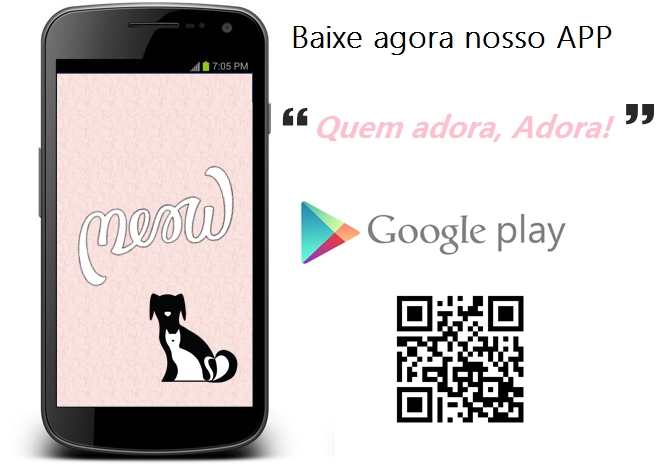 Baixe agora nosso APP
7:05 PM
“ Quem adora, Adora! ”
meow
Google play